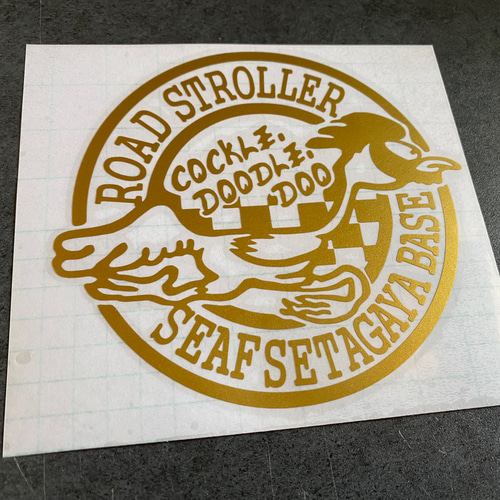 ROAD STROLLER
COCKLE.
DOODLE.
DOO
SEAF SETAGAYA BASE